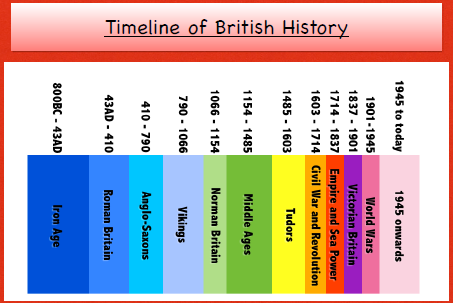 Timeline of British History
800BC - 43AD
43AD - 410
410 - 790
790 - 1066
1066 - 1154
1154 - 1485
1485 - 1603
1603 - 1714
1714 - 1837
1837 - 1901
1901-1945
1945 to today
Iron Age
Roman Britain
Anglo-Saxons
Vikings
Norman Britain
Middle Ages
Tudors
Civil War and Revolution
Empire and Sea Power
Victorian Britain
World Wars
1945 onwards